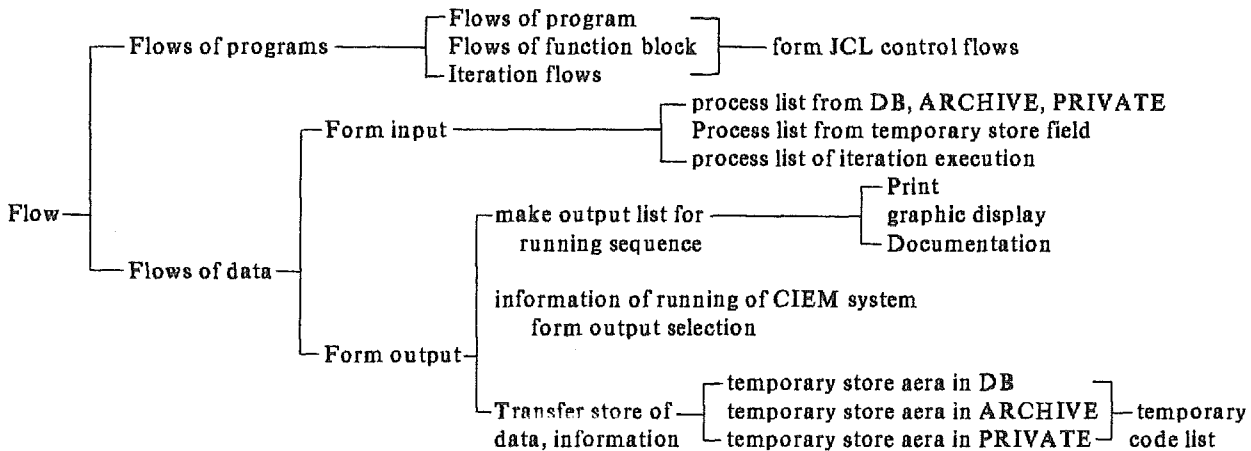 Flows of programs
Flows of program
Flows of function block
Iteration flows
form JCL control flows
Form input
process list from DB, ARCHIVE, PRIVATE
Process list from temporary store field
process list of iteration execution
Flow
Flows of data
make output list for
running sequence
Print
graphic display
Documentation
information of running of CIEM system
form output selection
Form output
Transfer store of
data, information
temporary store aera in DB
temporary store aera in ARCHIVE
temporary store aera in PRIVATE
temporary
code list